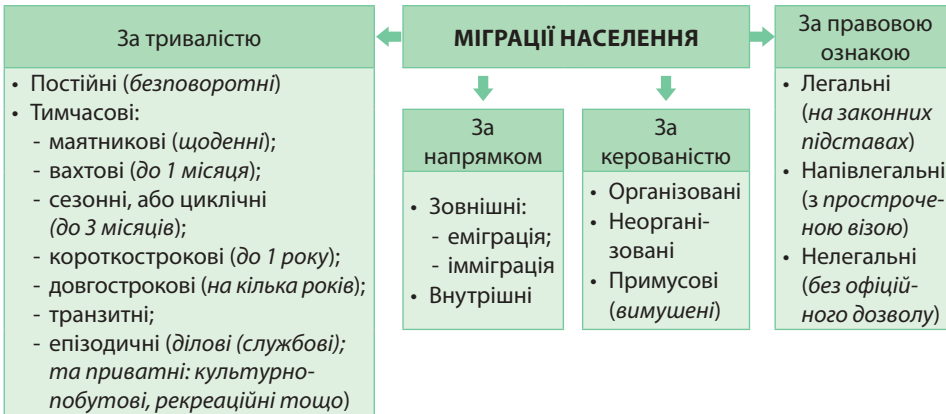 МІГРАЦІЇ НАСЕЛЕННЯ
За тривалістю
• Постійні (безповоротні)
• Тимчасові:
- маятникові (щоденні);
- вахтові (до 1 місяця);
- сезонні, або циклічні
(до 3 місяців);
- короткострокові (до 1 року);
- довгострокові (на кілька років);
- транзитні;
- епізодичні (ділові (службові);
та приватні: культурно-
побутові, рекреаційні тощо)
За
напрямком
• Зовнішні:
- еміграція;
- імміграція
• Внутрішні
За
керованістю
• Організовані
• Неоргані-
зовані
• Примусові
(вимушені)
За правовою
ознакою
• Легальні
(на законних
підставах)
• Напівлегальні
(з простроче-
ною візою)
• Нелегальні
(без офіцій-
ного дозволу)